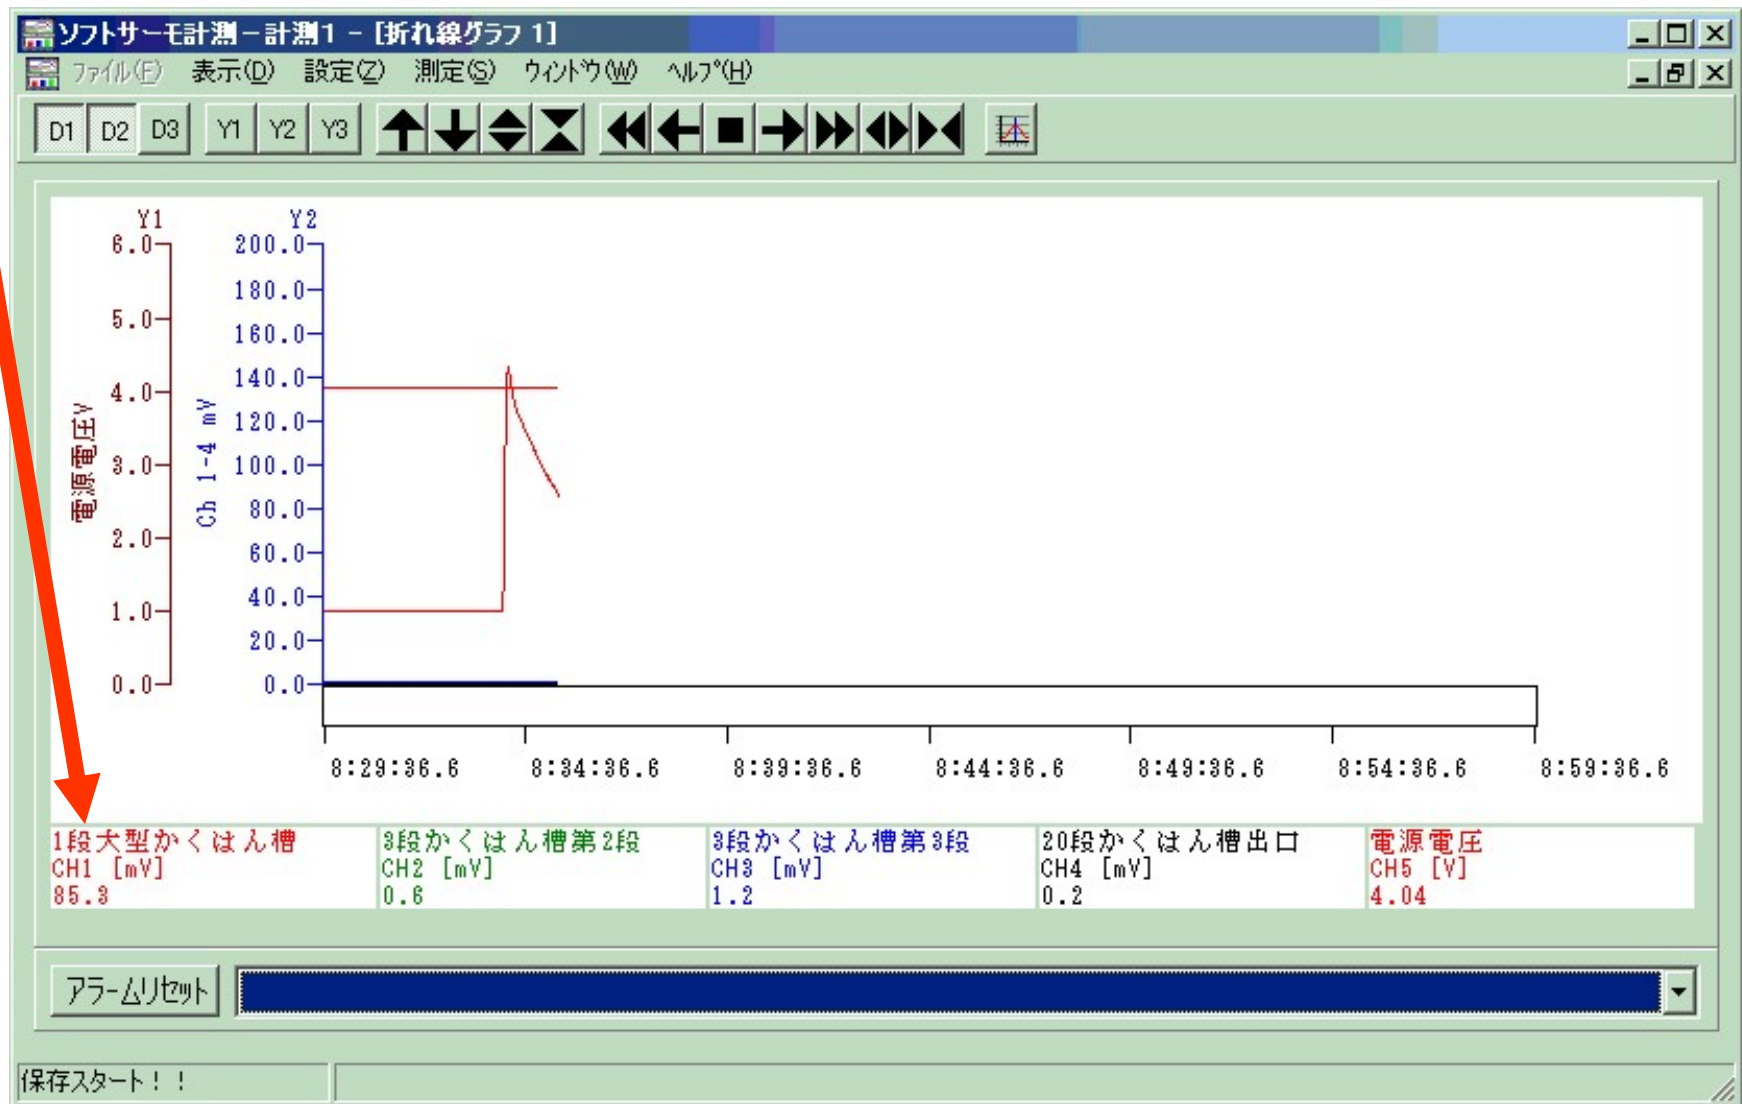 ソフトサーモ計測－計測1 - [折れ線グラフ 1]
ファイル(F) 表示(D) 設定(Z) 測定(S) ウィンドウ(W) ヘルプ(H)
D1 D2 D3 Y1 Y2 Y3
Y1 Y2
6.0
5.0
4.0
3.0
2.0
1.0
0.0
電源電圧V
200.0
180.0
160.0
140.0
120.0
100.0
80.0
60.0
40.0
20.0
0.0
Ch 1-4 mV
8:29:36.6 8:34:36.6 8:39:36.6 8:44:36.6 8:49:36.6 8:54:36.6 8:59:36.6
1段大型かくはん槽
CH1 [mV]
85.3
3段かくはん槽第2段
CH2 [mV]
0.6
3段かくはん槽第3段
CH3 [mV]
1.2
20段かくはん槽出口
CH4 [mV]
0.2
電源電圧
CH5 [V]
4.04
アラームリセット
保存スタート！！